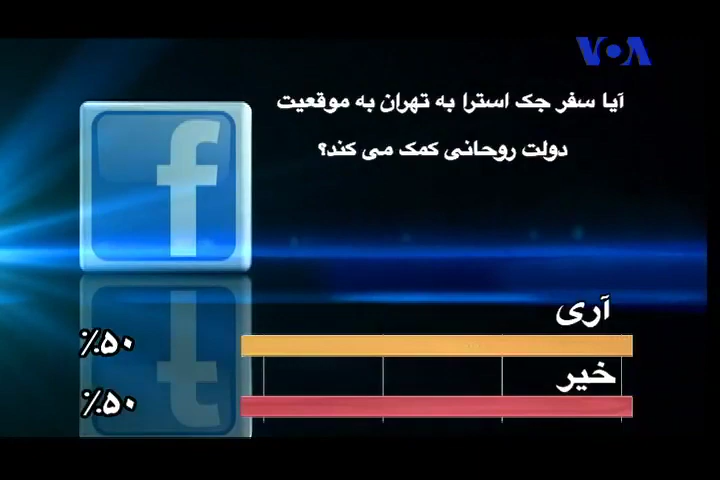 VOA
آیا سفر جک استرا به تهران به موقعیت
دولت روحانی کمک می کند؟
f
آری
٪۵۰
خیر
٪۵۰